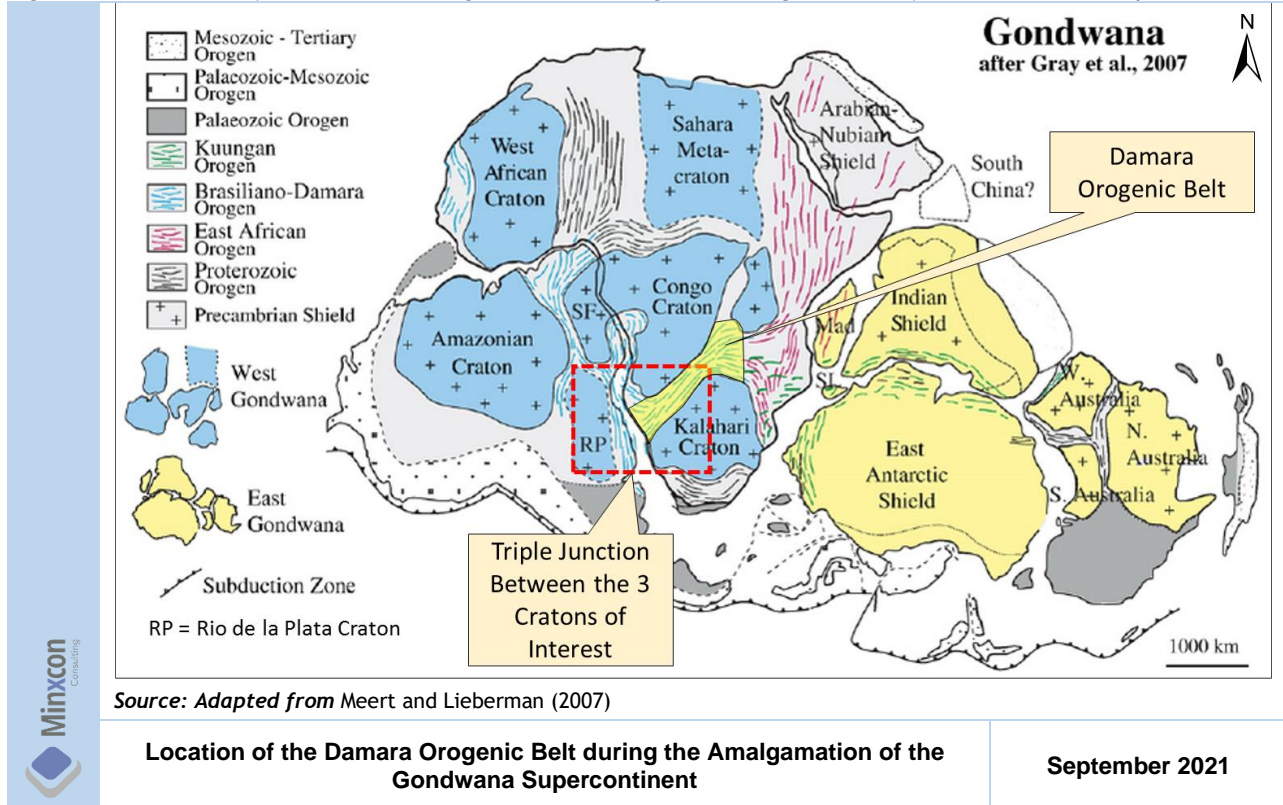 Mesozoic - Tertiary
Orogen
Palaeozoic-Mesozoic
Orogen
Palaeozoic Orogen
Kuungan
Orogen
Brasiliano-Damara
Orogen
East African
Orogen
Proterozoic
Orogen
Precambrian Shield
West
Gondwana
East
Gondwana
Subduction Zone
RP = Rio de la Plata Craton
Gondwana
after Gray et al., 2007
N
West
African
Craton
Sahara
Meta-
craton
Arabian-
Nubian
Shield
South
China?
Damara
Orogenic Belt
Amazonian
Craton
SF
Congo
Craton
Mad
Indian
Shield
SL
RP
Kalahari
Craton
East
Antarctic
Shield
W.
Australia
N.
Australia
S. Australia
Triple Junction
Between the 3
Cratons of
Interest
1000 km
Minxcon
Consulting
Source: Adapted from Meert and Lieberman (2007)
Location of the Damara Orogenic Belt during the Amalgamation of the
Gondwana Supercontinent
September 2021